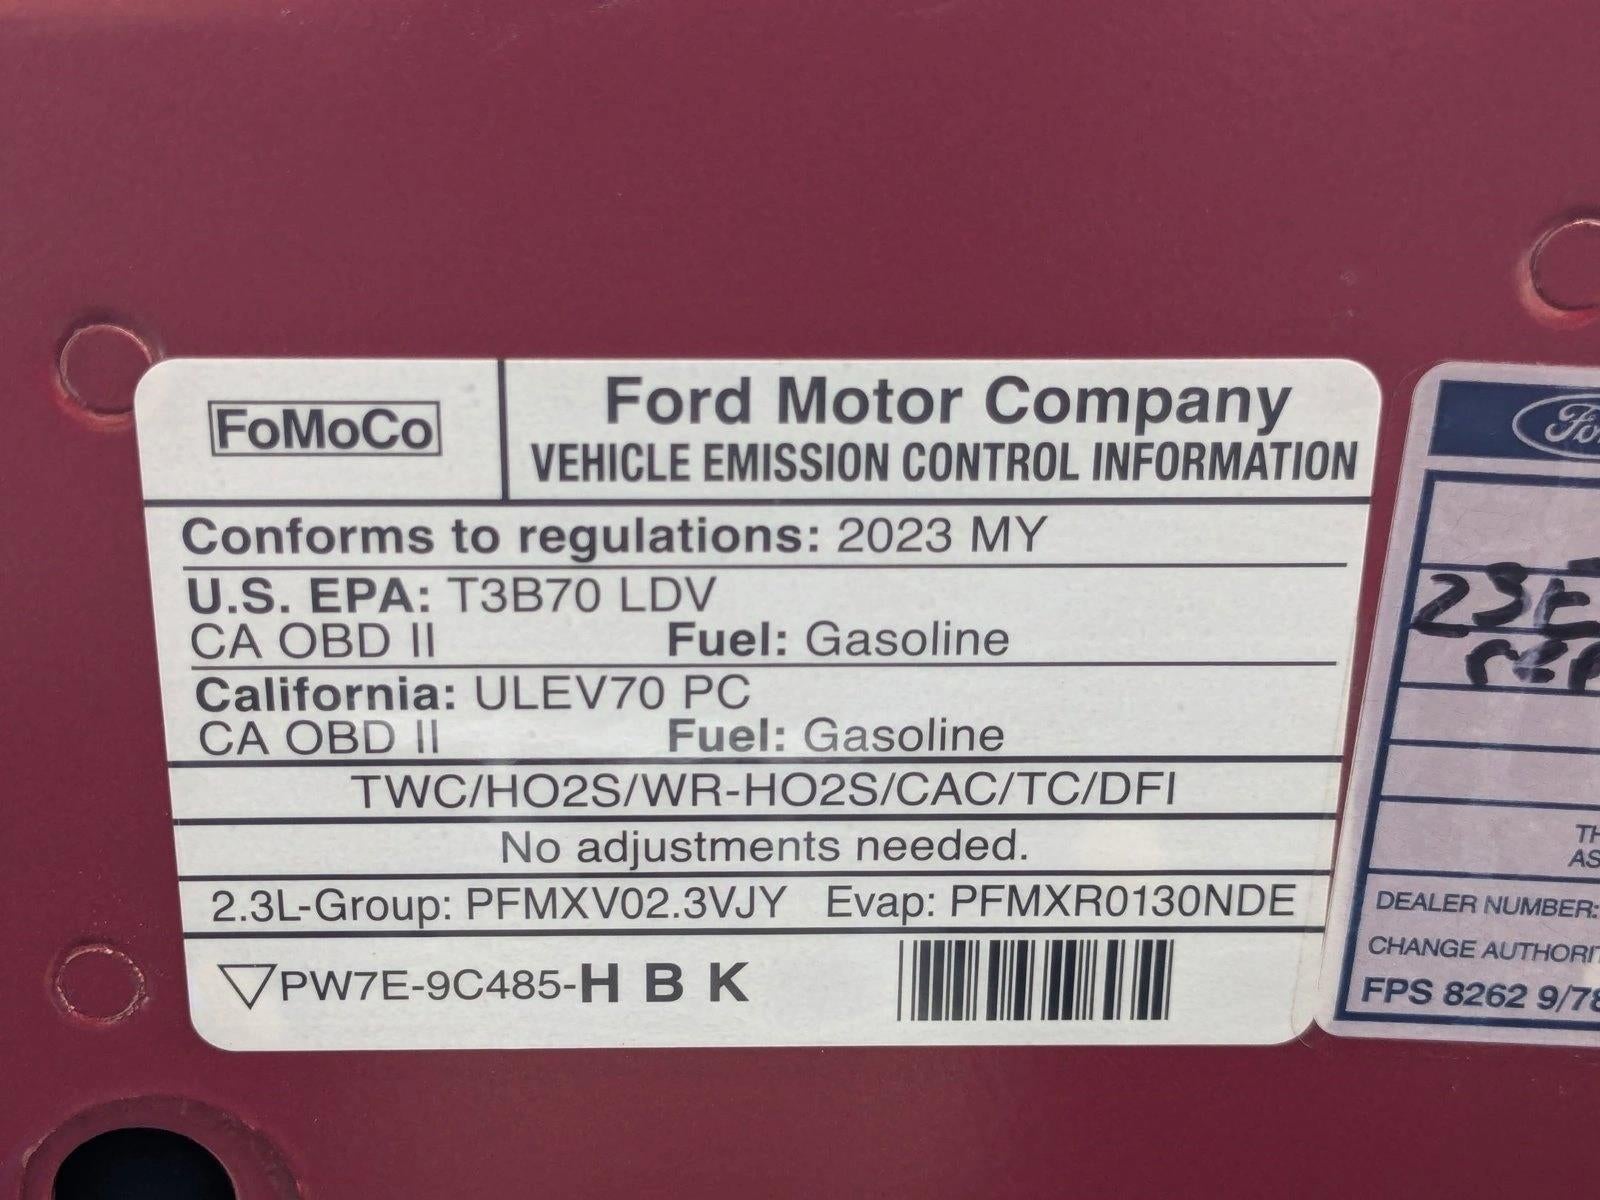 FoMoCo
Ford Motor Company
VEHICLE EMISSION CONTROL INFORMATION
Conforms to regulations: 2023 MY
U.S. EPA: T3B70 LDV
CA OBD II Fuel: Gasoline
California: ULEV70 PC
CA OBD II Fuel: Gasoline
TWC/HO2S/WR-HO2S/CAC/TC/DFI
No adjustments needed.
2.3L-Group: PFMXV02.3VJY Evap: PFMXR0130NDE
PW7E-9C485-H B K
DEALER NUMBER:
FPS 8262 9/78